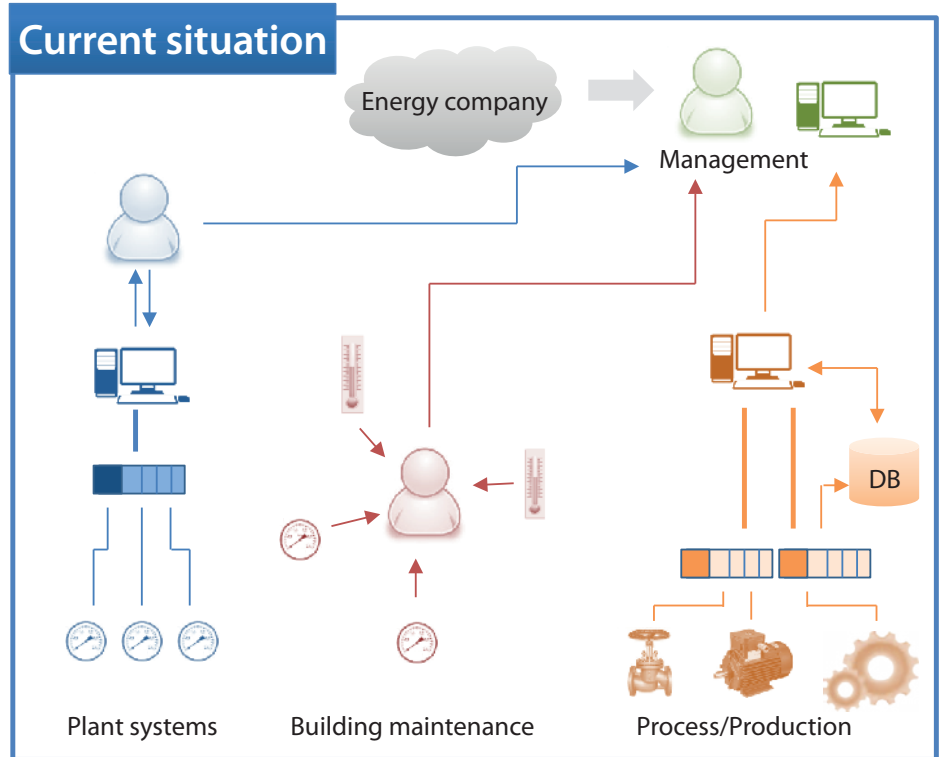 Current situation
Energy company
Management
DB
Plant systems
Building maintenance
Process/Production